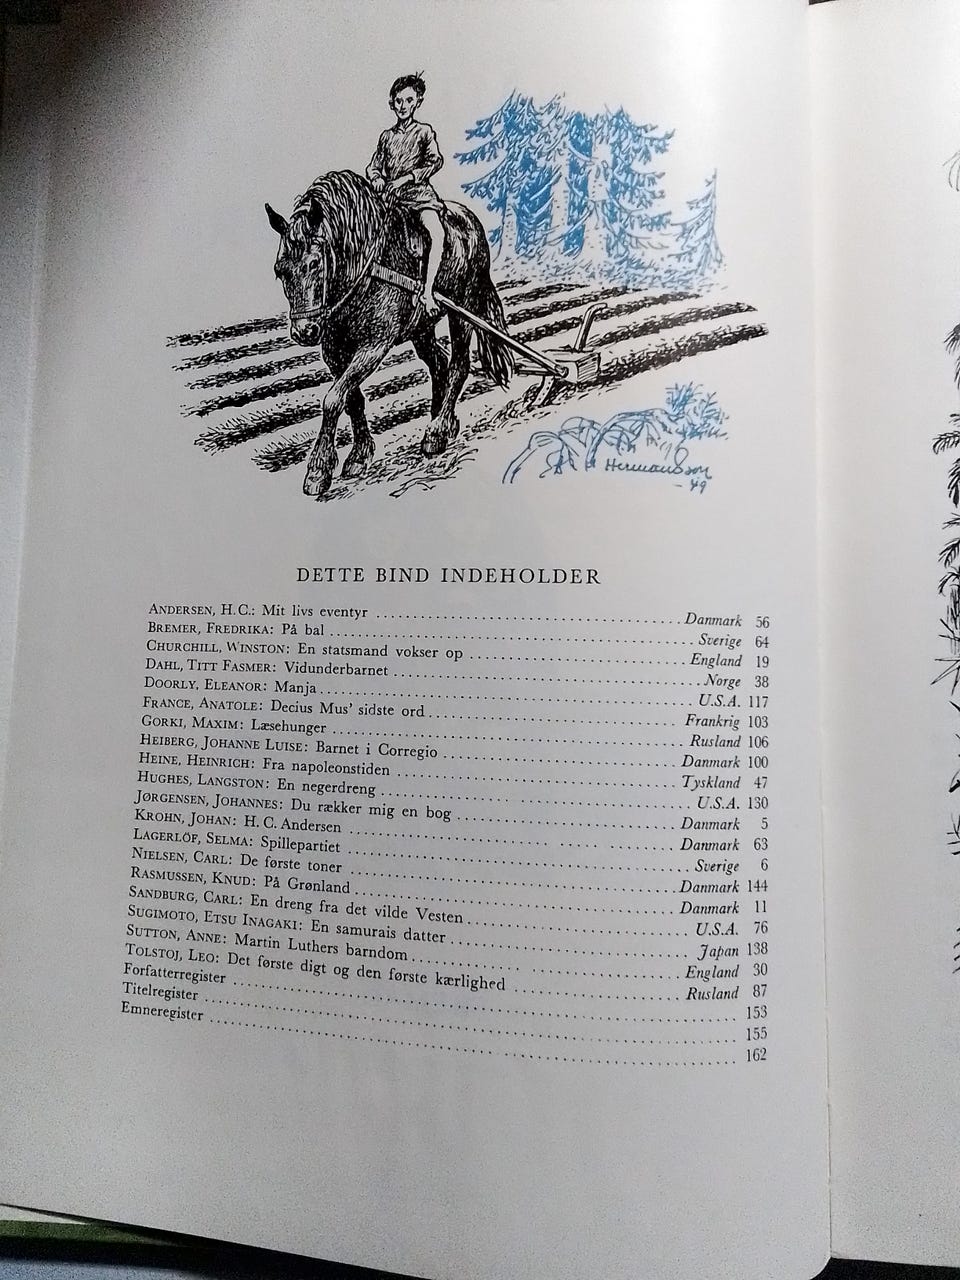 Hermansson
-49
DETTE BIND INDEHOLDER
ANDERSEN, H.C.: Mit livs eventyr ........ Danmark 56
BREMER, FREDRIKA: På bal ........ Sverige 64
CHURCHILL, WINSTON: En statsmand vokser op ........ England 19
DAHL, TITT FASMER: Vidunderbarnet ........ Norge 38
DOORLY, ELEANOR: Manja ........ U.S.A. 117
FRANCE, ANATOLE: Decius Mus' sidste ord ........ Frankrig 103
GORKI, MAXIM: Læsehunger ........ Rusland 106
HEIBERG, JOHANNE LUISE: Barnet i Corregio ........ Danmark 100
HEINE, HEINRICH: Fra napoleonstiden ........ Tyskland 47
HUGHES, LANGSTON: En negerdreng ........ U.S.A. 130
JØRGENSEN, JOHANNES: Du rækker mig en bog ........ Danmark 5
KROHN, JOHAN: H.C. Andersen ........ Danmark 63
LAGERLÖF, SELMA: Spillepartiet ........ Sverige 6
NIELSEN, CARL: De første toner ........ Danmark 144
RASMUSSEN, KNUD: På Grønland ........ Danmark 11
SANDBURG, CARL: En dreng fra det vilde Vesten ........ U.S.A. 76
SUGIMOTO, ETSU INAGAKI: En samurais datter ........ Japan 138
SUTTON, ANNE: Martin Luthers barndom ........ England 30
TOLSTOJ, LEO: Det første digt og den første kærlighed ........ Rusland 87
Forfatterregister ........ 153
Titelregister ........ 155
Emneregister ........ 162